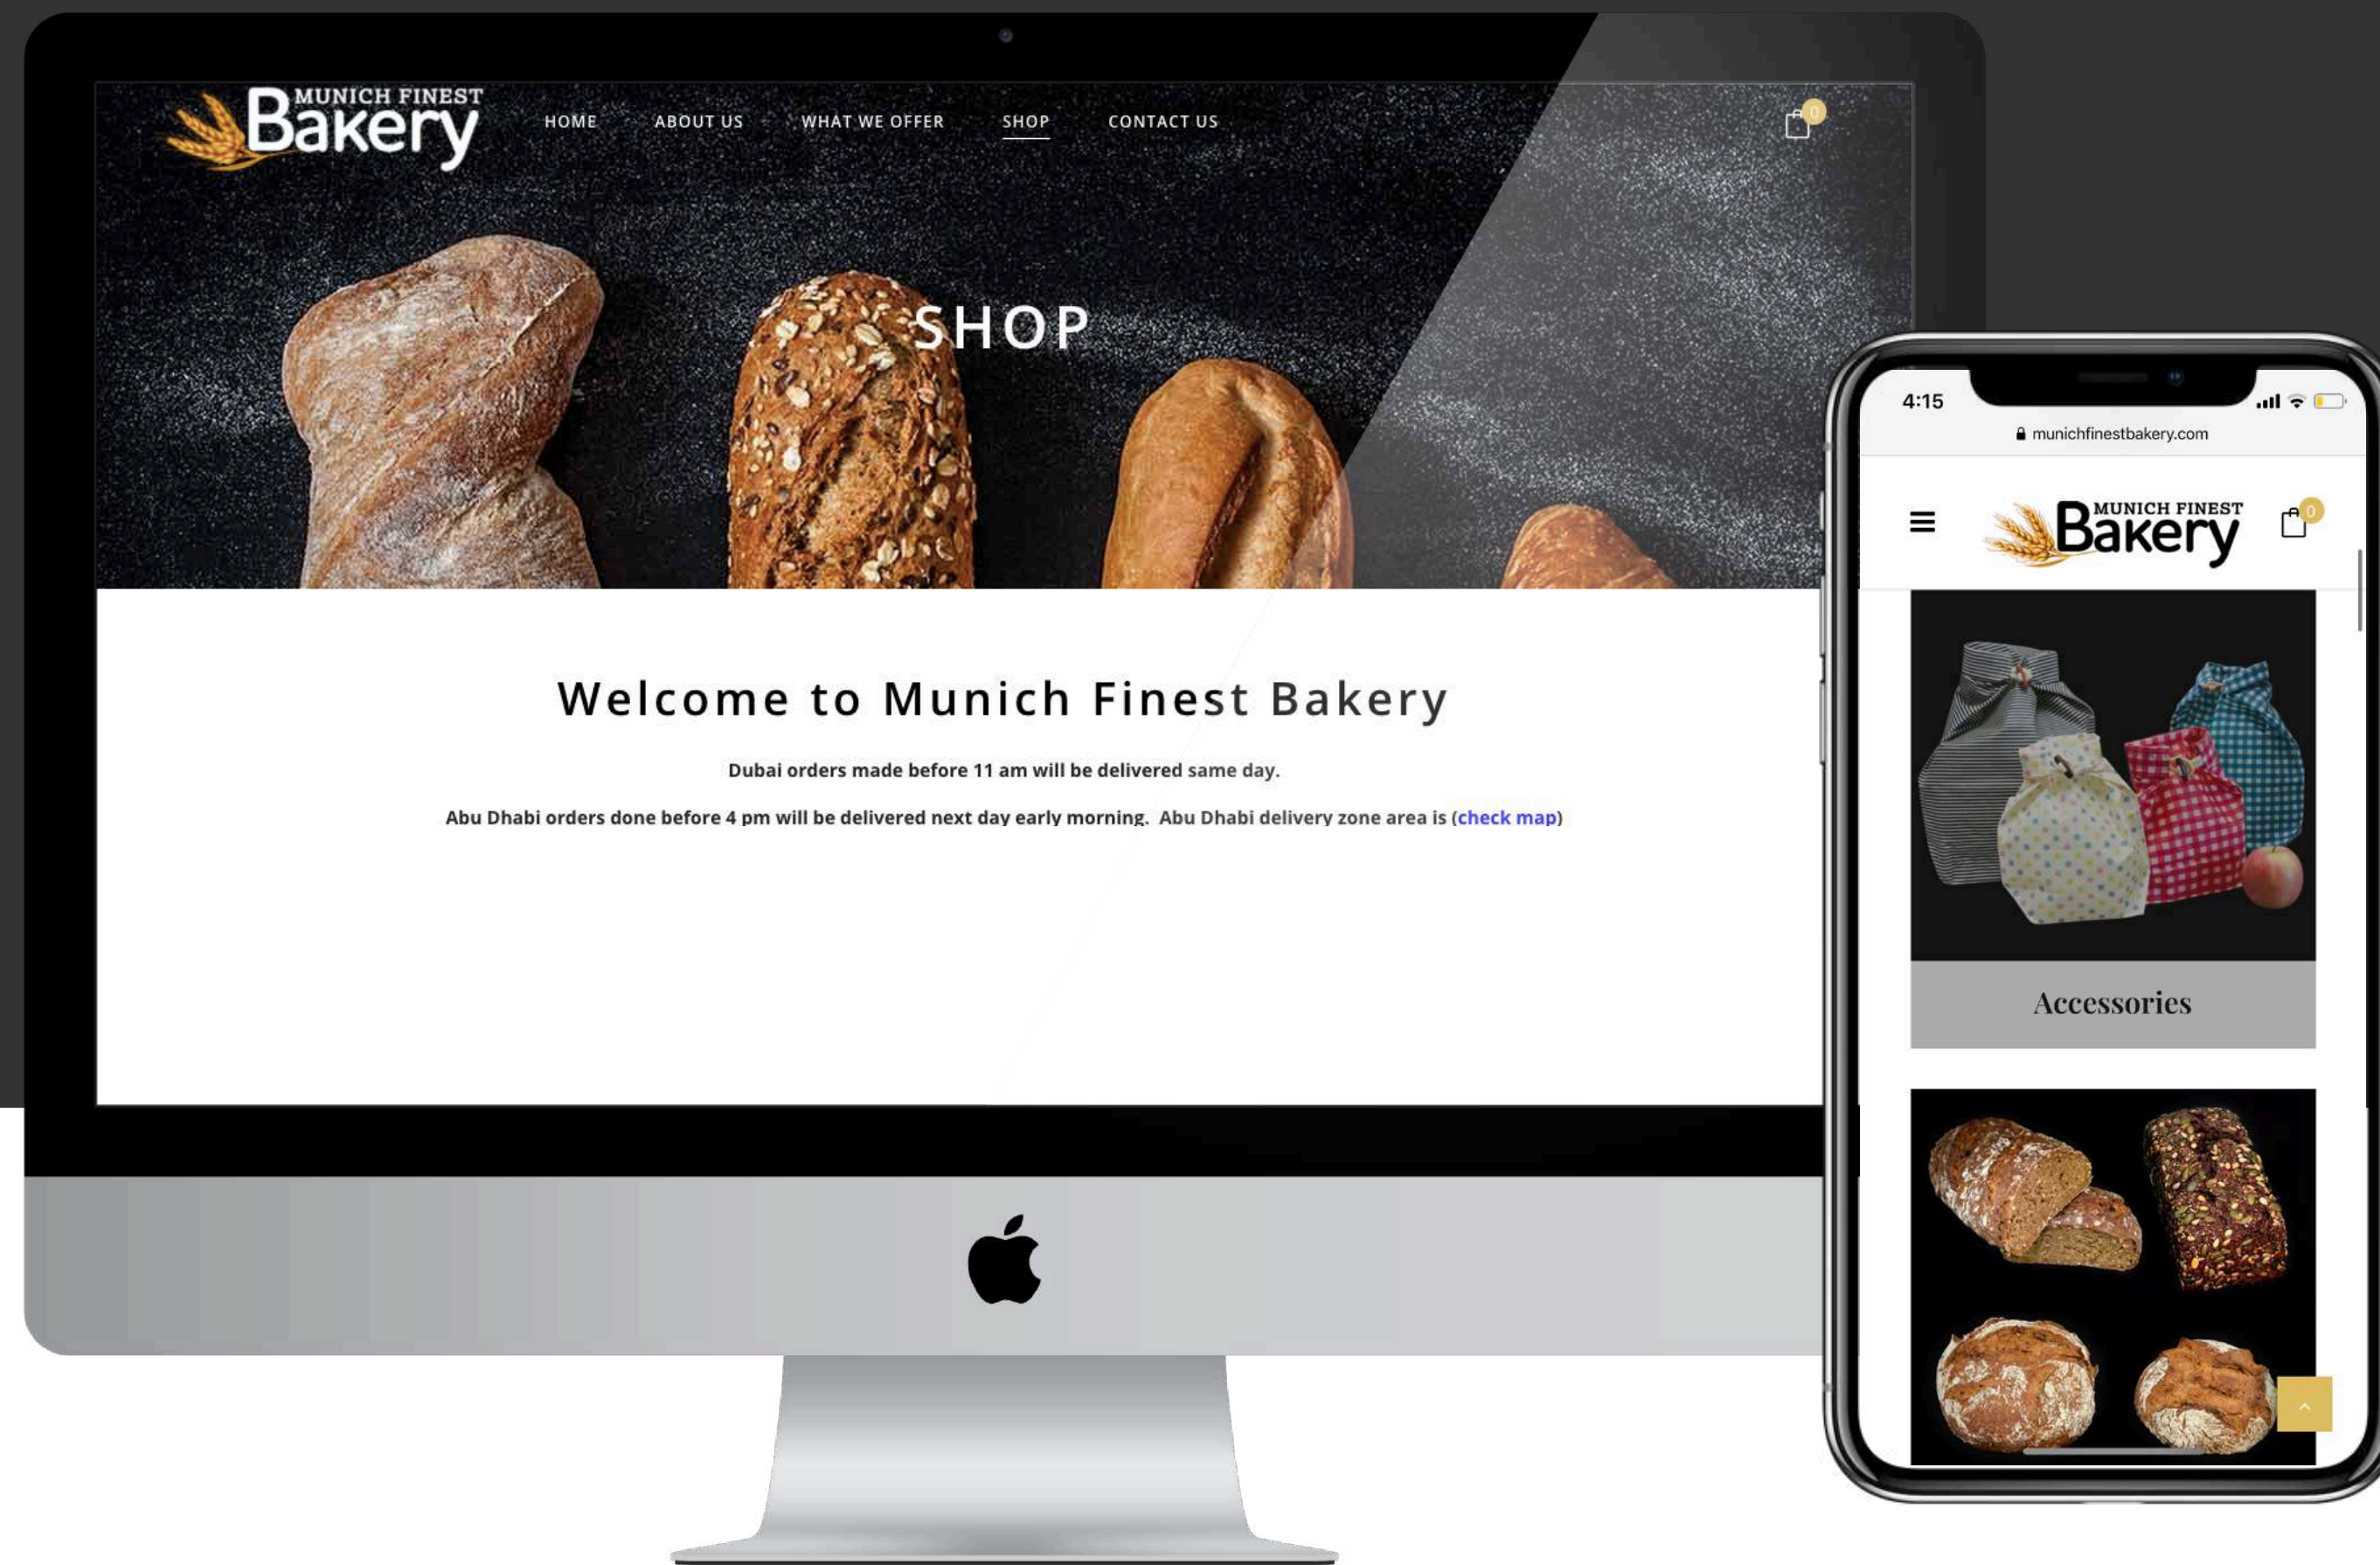 MUNICH FINEST
Bakery
HOME ABOUT US WHAT WE OFFER SHOP CONTACT US
0
SHOP
Welcome to Munich Finest Bakery
Dubai orders made before 11 am will be delivered same day.
Abu Dhabi orders done before 4 pm will be delivered next day early morning. Abu Dhabi delivery zone area is (check map)
4:15
munichfinestbakery.com
MUNICH FINEST
Bakery
0
Accessories